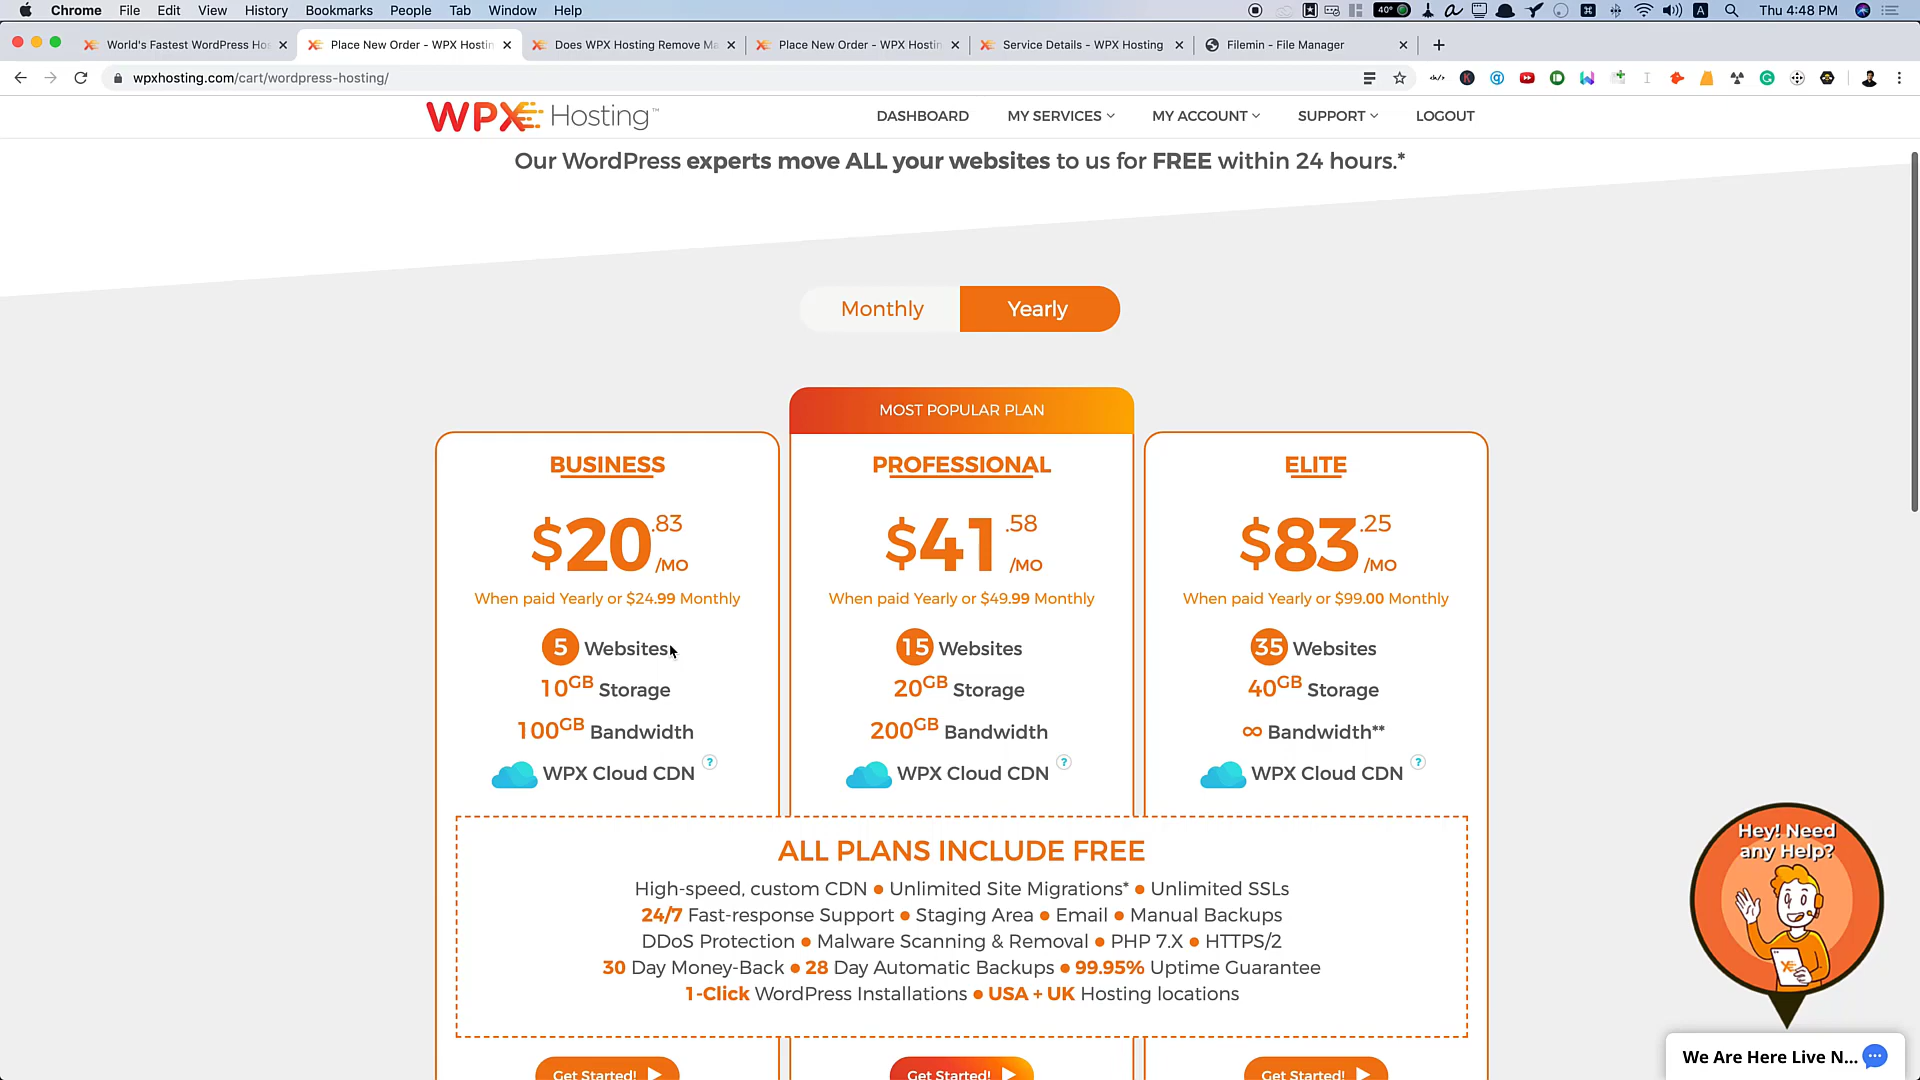 Chrome File Edit View History Bookmarks People Tab Window Help
40° A Thu 4:48 PM
World's Fastest WordPress Hos
Place New Order - WPX Hostin
Does WPX Hosting Remove Ma
Place New Order - WPX Hostin
Service Details - WPX Hosting
Filemin - File Manager
wpxhosting.com/cart/wordpress-hosting/
WPX Hosting™
DASHBOARD MY SERVICES MY ACCOUNT SUPPORT LOGOUT
Our WordPress experts move ALL your websites to us for FREE within 24 hours.*
Monthly Yearly
MOST POPULAR PLAN
BUSINESS
$20.83/MO
When paid Yearly or $24.99 Monthly
5 Websites
10GB Storage
100GB Bandwidth
WPX Cloud CDN ?
PROFESSIONAL
$41.58/MO
When paid Yearly or $49.99 Monthly
15 Websites
20GB Storage
200GB Bandwidth
WPX Cloud CDN ?
ELITE
$83.25/MO
When paid Yearly or $99.00 Monthly
35 Websites
40GB Storage
∞ Bandwidth**
WPX Cloud CDN ?
ALL PLANS INCLUDE FREE
High-speed, custom CDN • Unlimited Site Migrations* • Unlimited SSLs
24/7 Fast-response Support • Staging Area • Email • Manual Backups
DDoS Protection • Malware Scanning & Removal • PHP 7.X • HTTPS/2
30 Day Money-Back • 28 Day Automatic Backups • 99.95% Uptime Guarantee
1-Click WordPress Installations • USA + UK Hosting locations
Get Started! Get Started! Get Started!
Hey! Need
any Help?
We Are Here Live N...